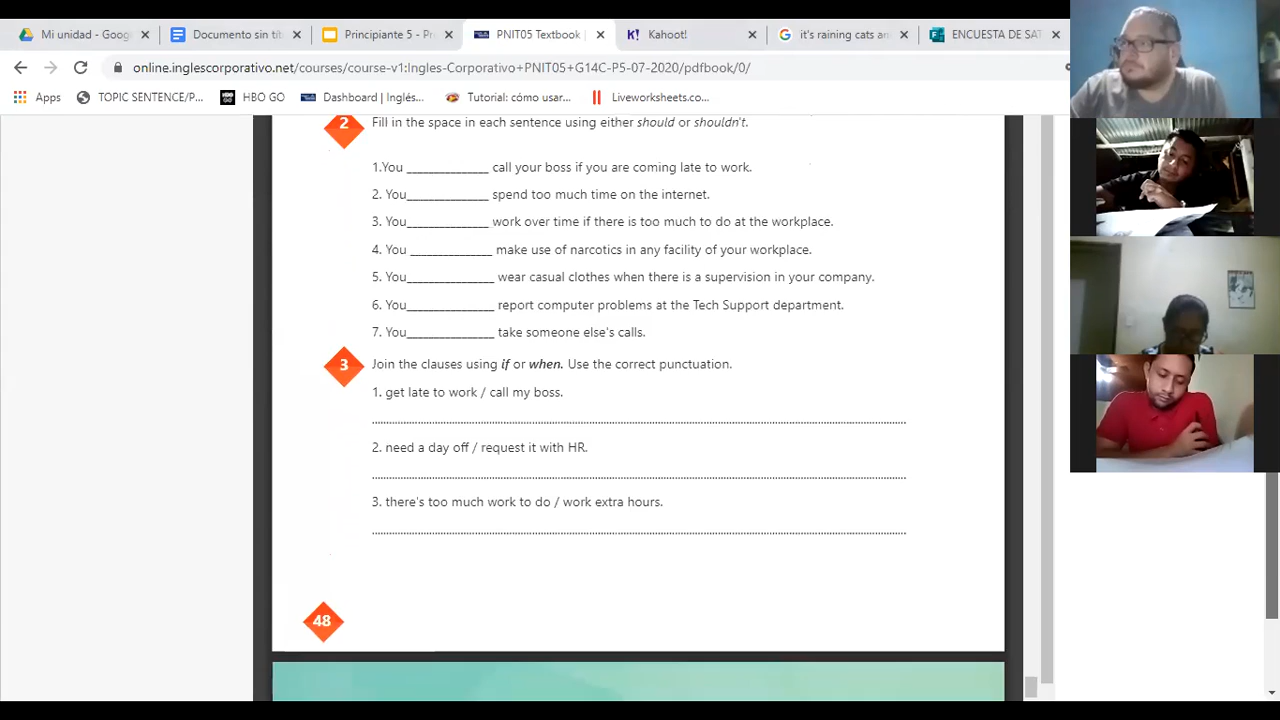 Mi unidad - Goog
Documento sin tít
Principiante 5 - Pr
PNIT05 Textbook |
K!
Kahoot!
G
it's raining cats an
ENCUESTA DE SAT
online.inglescorporativo.net/courses/course-v1:Ingles-Corporativo+PNIT05+G14C-P5-07-2020/pdfbook/0/
Apps
TOPIC SENTENCE/P...
HBO GO
Dashboard | Inglés...
Tutorial: cómo usar...
Liveworksheets.co...
2
Fill in the space in each sentence using either should or shouldn't.
1.You _______________ call your boss if you are coming late to work.
2. You_______________ spend too much time on the internet.
3. You_______________ work over time if there is too much to do at the workplace.
4. You _______________ make use of narcotics in any facility of your workplace.
5. You________________ wear casual clothes when there is a supervision in your company.
6. You________________ report computer problems at the Tech Support department.
7. You________________ take someone else's calls.
3
Join the clauses using if or when. Use the correct punctuation.
1. get late to work / call my boss.
2. need a day off / request it with HR.
3. there's too much work to do / work extra hours.
48